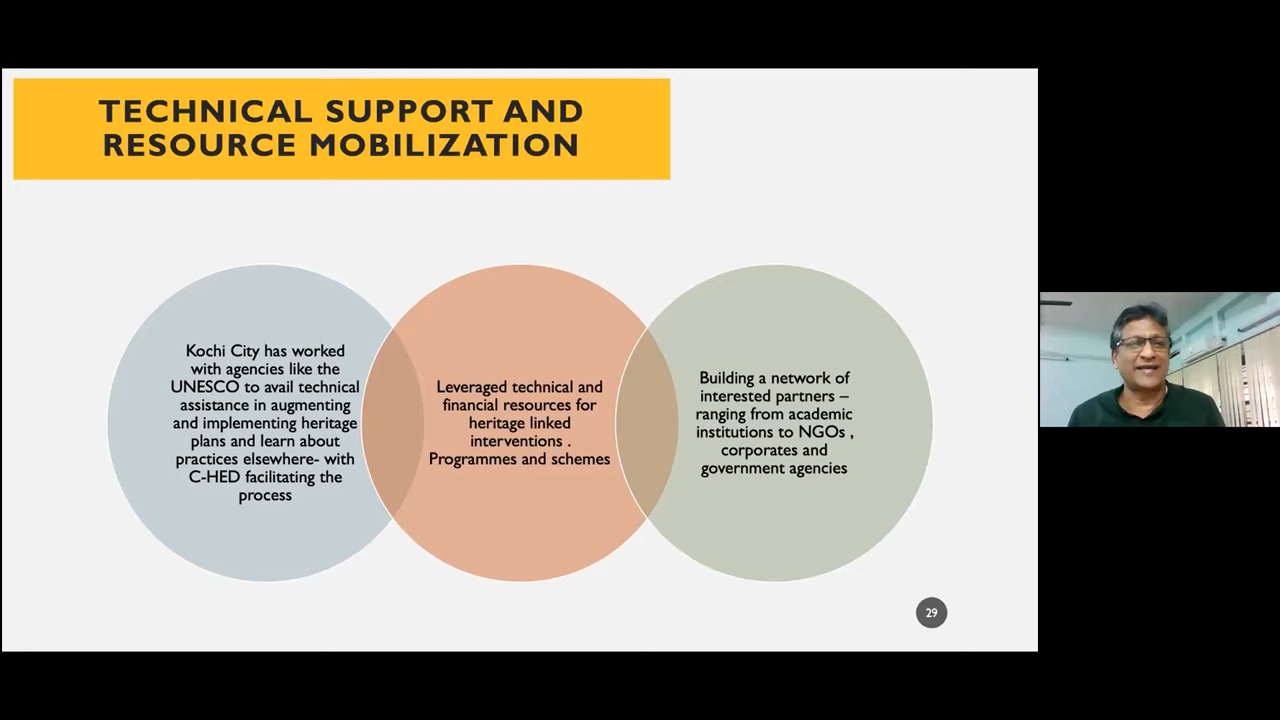 TECHNICAL SUPPORT AND
RESOURCE MOBILIZATION
Kochi City has worked
with agencies like the
UNESCO to avail technical
assistance in augmenting
and implementing heritage
plans and learn about
practices elsewhere- with
C-HED facilitating the
process
Leveraged technical and
financial resources for
heritage linked
interventions .
Programmes and schemes
Building a network of
interested partners –
ranging from academic
institutions to NGOs ,
corporates and
government agencies
29